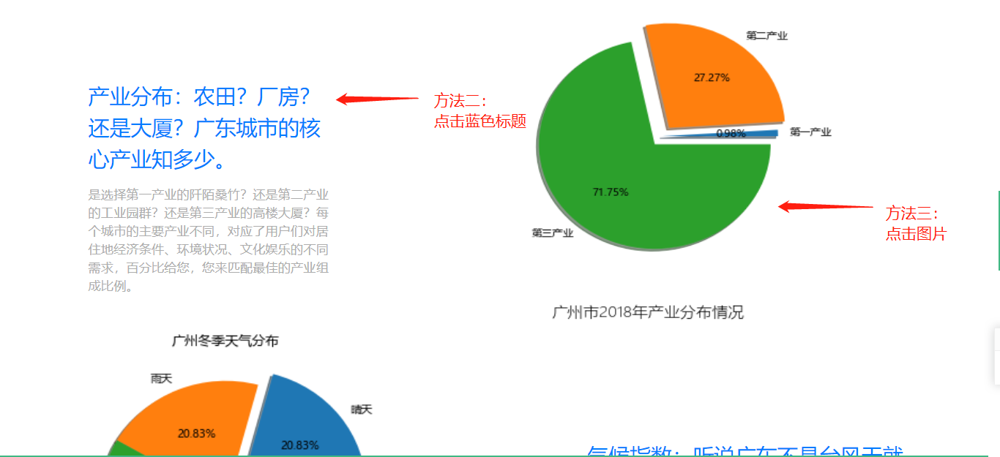 产业分布：农田？厂房？
还是大厦？广东城市的核
心产业知多少。
方法二：
点击蓝色标题
是选择第一产业的阡陌桑竹？还是第二产业
的工业园群？还是第三产业的高楼大厦？每
个城市的主要产业不同，对应了用户们对居
住地经济条件、环境状况、文化娱乐的不同
需求，百分比给您，您来匹配最佳的产业组
成比例。
第二产业
27.27%
0.98%
第一产业
71.75%
第三产业
方法三：
点击图片
广州市2018年产业分布情况
广州冬季天气分布
雨天
晴天
20.83%
20.83%
气候指数：听说广东不是台风天就